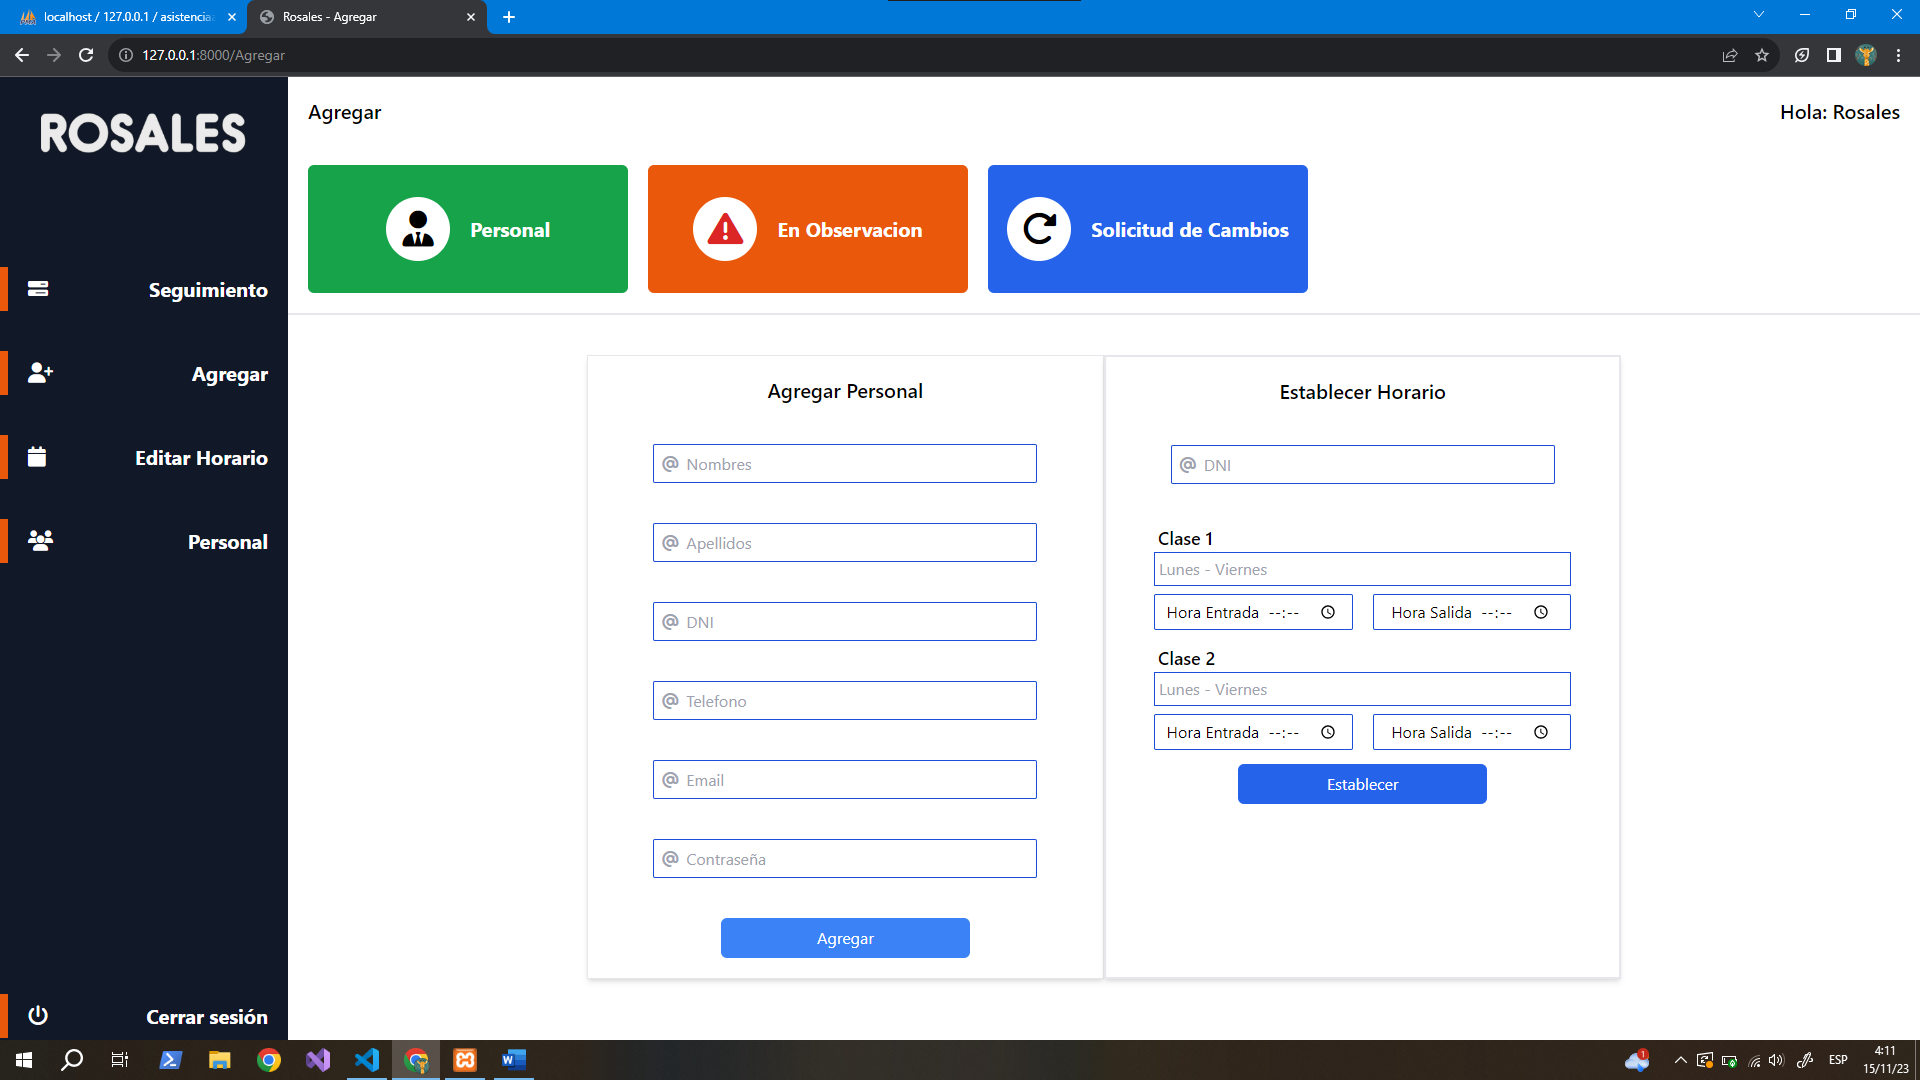 localhost / 127.0.0.1 / asistencia
Rosales - Agregar
127.0.0.1:8000/Agregar
ROSALES
Agregar
Hola: Rosales
Personal
En Observacion
Solicitud de Cambios
Seguimiento
Agregar
Editar Horario
Personal
Cerrar sesión
Agregar Personal
@ Nombres
@ Apellidos
@ DNI
@ Telefono
@ Email
@ Contraseña
Agregar
Establecer Horario
@ DNI
Clase 1
Lunes - Viernes
Hora Entrada --:--
Hora Salida --:--
Clase 2
Lunes - Viernes
Hora Entrada --:--
Hora Salida --:--
Establecer
1
ESP
4:11
15/11/23